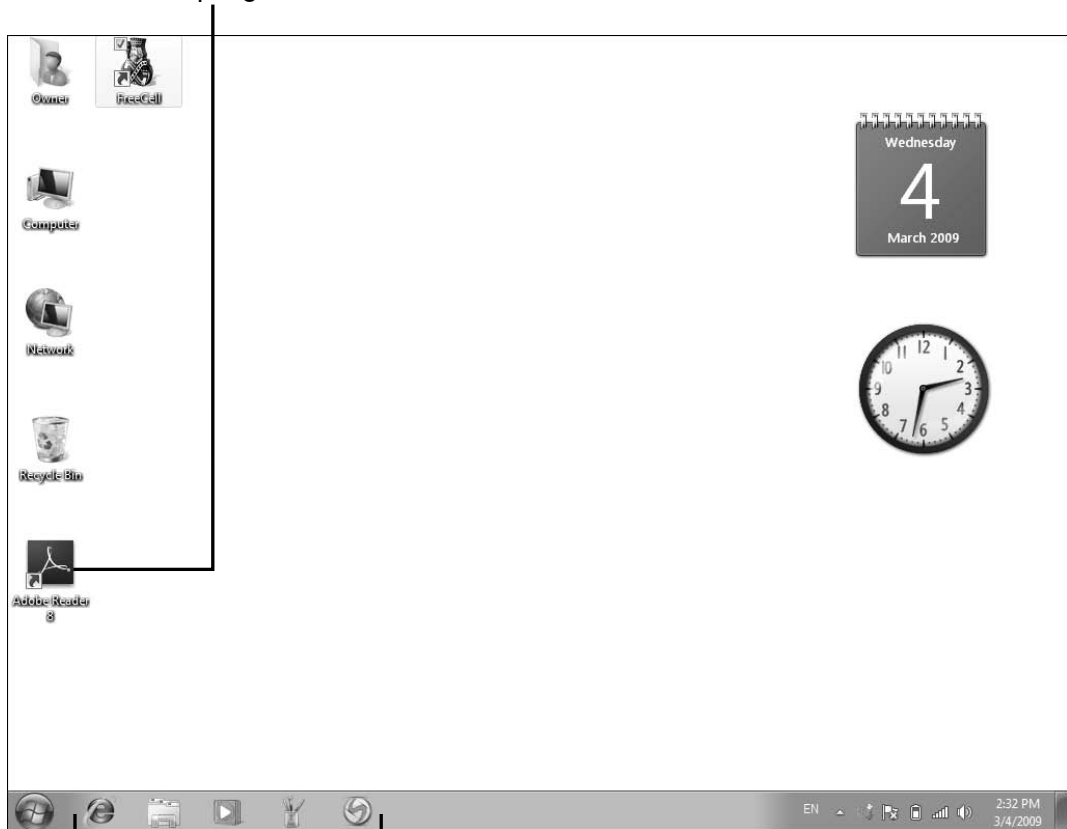 Owner
FreeCell
Wednesday
4
March 2009
Computer
11 12 1
10 2
9 3
8 4
7 6 5
Network
Recycle Bin
Adobe Reader
8
EN
2:32 PM
3/4/2009